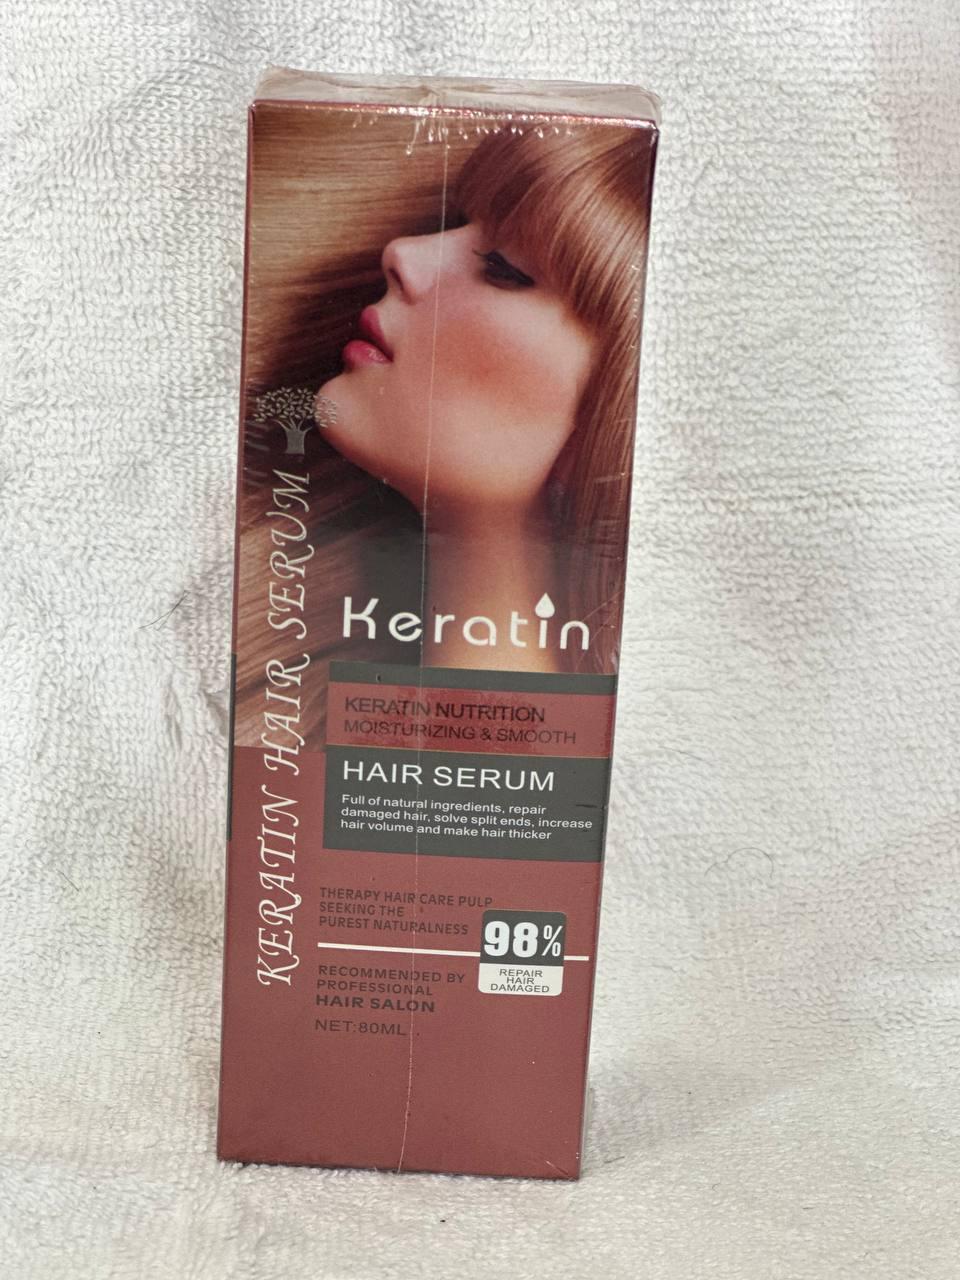 KERATIN HAIR SERUM
Keratin
KERATIN NUTRITION
MOISTURIZING & SMOOTH
HAIR SERUM
Full of natural ingredients, repair
damaged hair, solve split ends, increase
hair volume and make hair thicker
THERAPY HAIR CARE PULP
SEEKING THE
PUREST NATURALNESS
98%
REPAIR
HAIR
DAMAGED
RECOMMENDED BY
PROFESSIONAL
HAIR SALON
NET:80ML